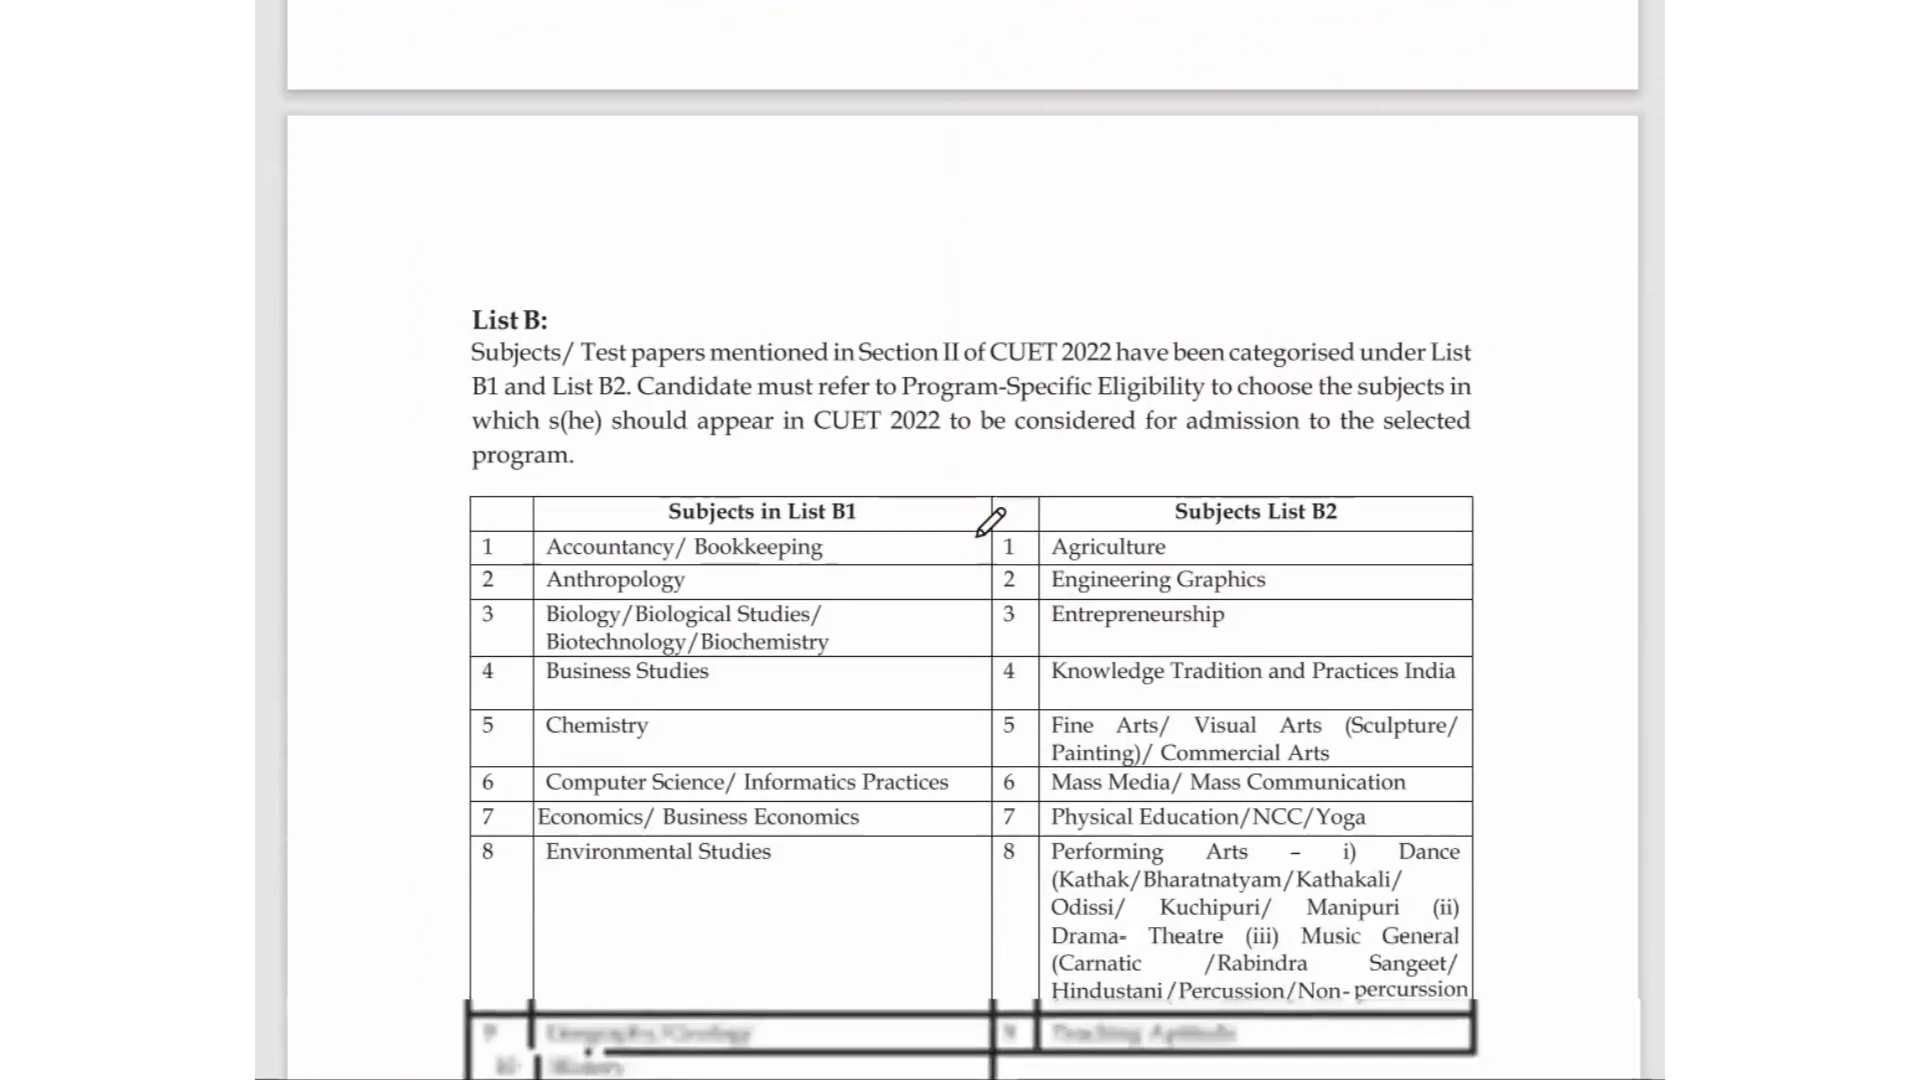 List B:
Subjects/ Test papers mentioned in Section II of CUET 2022 have been categorised under List
B1 and List B2. Candidate must refer to Program-Specific Eligibility to choose the subjects in
which s(he) should appear in CUET 2022 to be considered for admission to the selected
program.
Subjects in List B1 Subjects List B2
1 Accountancy/ Bookkeeping 1 Agriculture
2 Anthropology 2 Engineering Graphics
3 Biology/Biological Studies/ 3 Entrepreneurship
Biotechnology/Biochemistry
4 Business Studies 4 Knowledge Tradition and Practices India
5 Chemistry 5 Fine Arts/ Visual Arts (Sculpture/
Painting)/ Commercial Arts
6 Computer Science/ Informatics Practices 6 Mass Media/ Mass Communication
7 Economics/ Business Economics 7 Physical Education/NCC/Yoga
8 Environmental Studies 8 Performing Arts – i) Dance
(Kathak/Bharatnatyam/Kathakali/
Odissi/ Kuchipuri/ Manipuri (ii)
Drama- Theatre (iii) Music General
(Carnatic /Rabindra Sangeet/
Hindustani/Percussion/Non-percurssion